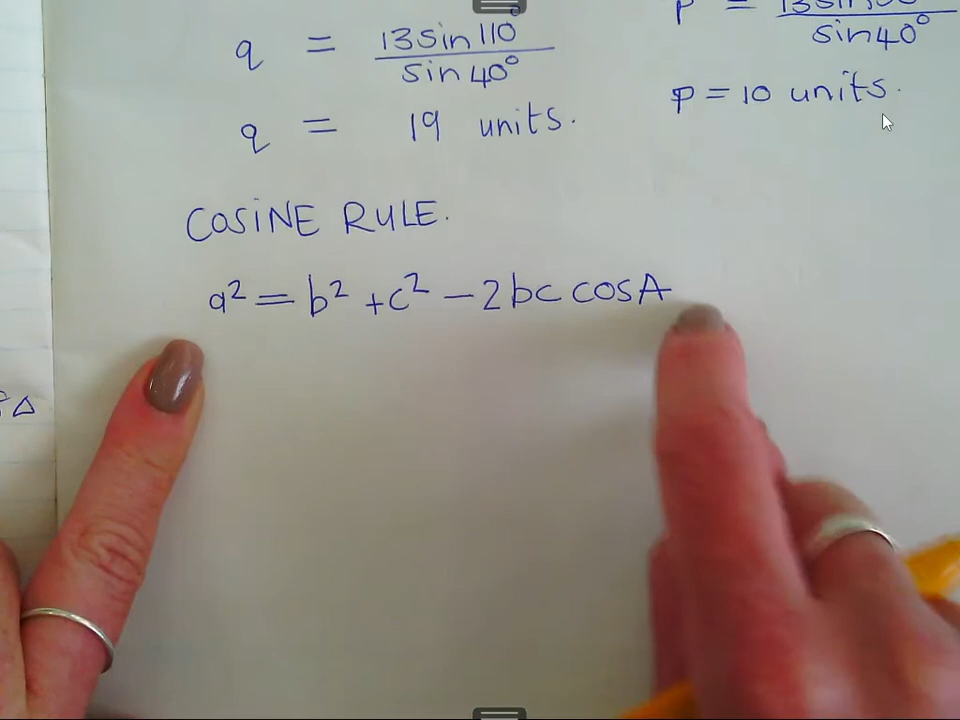 q = 13sin110°
sin40°
q = 19 units.
p =
sin40°
p = 10 units.
COSINE RULE.
a² = b² + c² - 2bc cosA
Δ